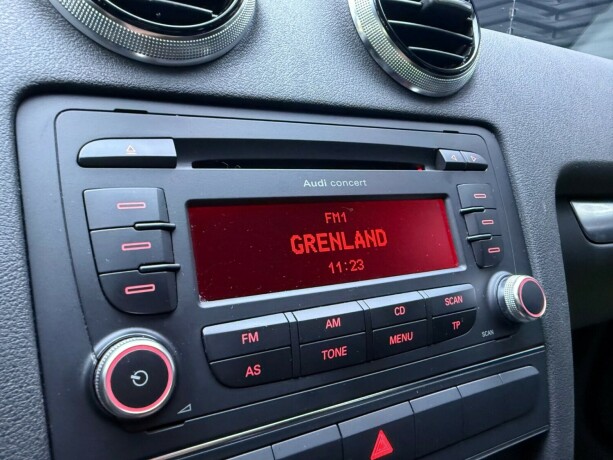 Audi concert
FM1
GRENLAND
11:23
FM AM CD SCAN
AS TONE MENU TP
SCAN